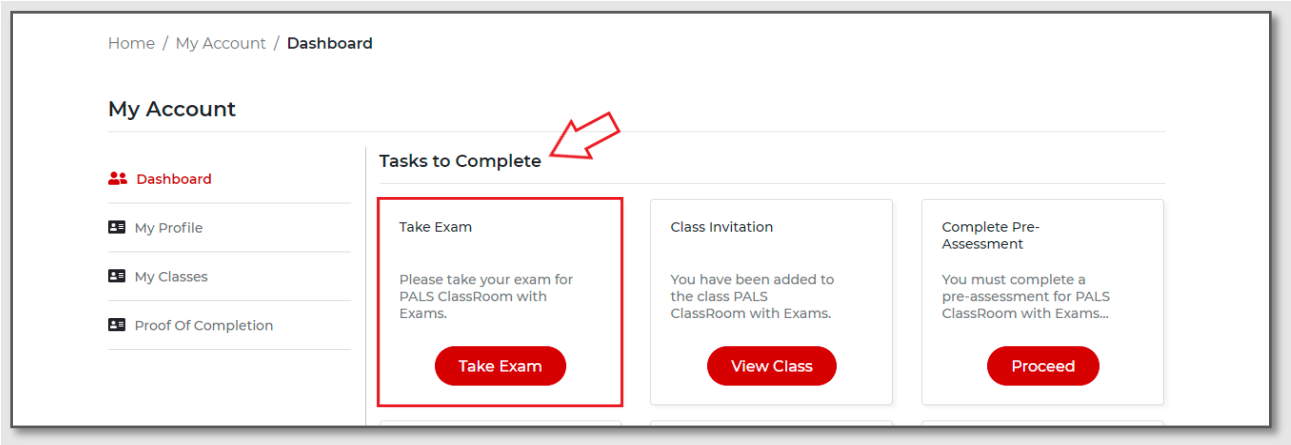 Home / My Account / Dashboard
My Account
Dashboard
My Profile
My Classes
Proof Of Completion
Tasks to Complete
Take Exam
Please take your exam for
PALS ClassRoom with
Exams.
Take Exam
Class Invitation
You have been added to
the class PALS
ClassRoom with Exams.
View Class
Complete Pre-
Assessment
You must complete a
pre-assessment for PALS
ClassRoom with Exams...
Proceed